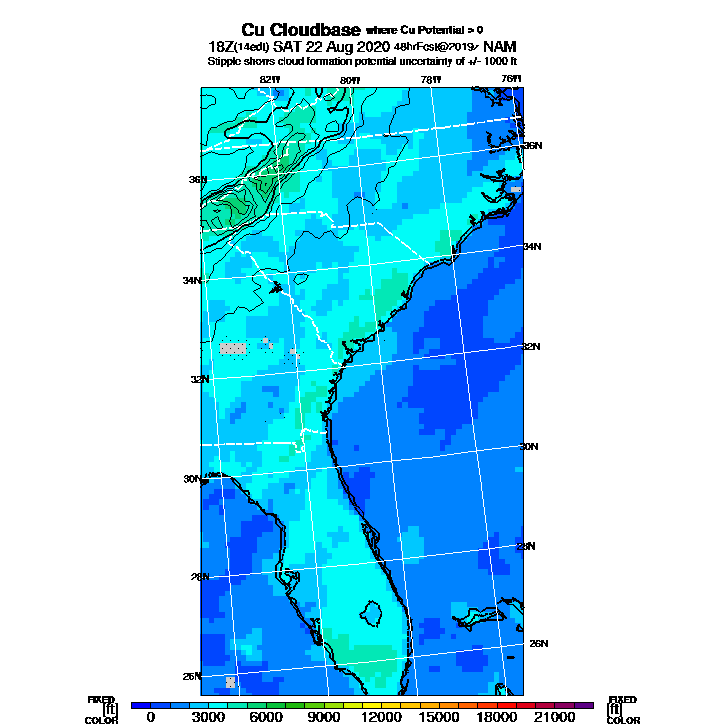 Cu Cloudbase where Cu Potential > 0
18Z(14edt) SAT 22 Aug 2020 48hrFcst@2019z NAM
Stipple shows cloud formation potential uncertainty of +/- 1000 ft
82W 80W 78W 76W
36N
36N
34N
34N
32N
32N
30N
30N
28N
28N
26N
26N
FIXED FIXED
[ft] [ft]
COLOR COLOR
0 3000 6000 9000 12000 15000 18000 21000